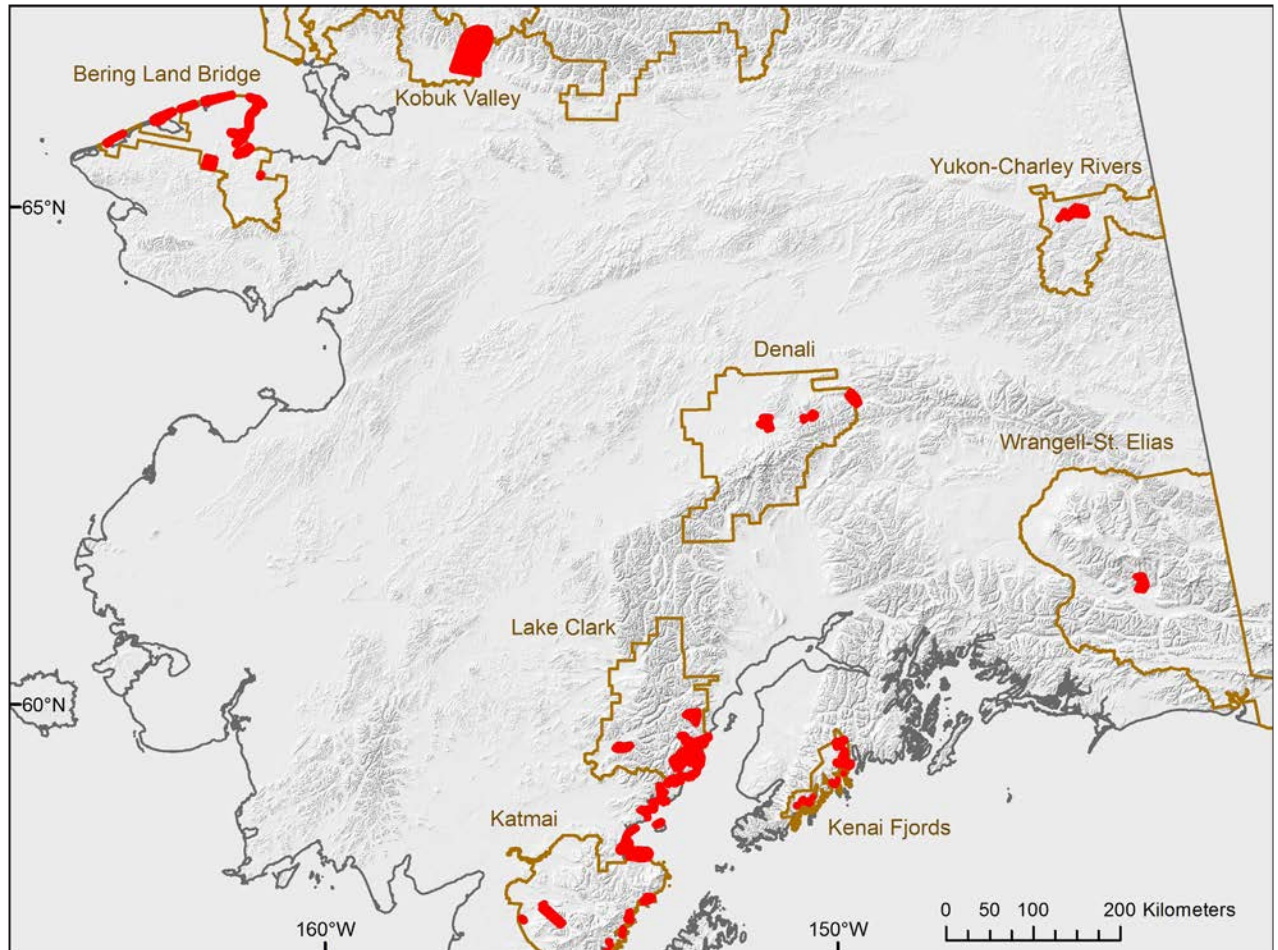 Bering Land Bridge
Kobuk Valley
Yukon-Charley Rivers
65°N
Denali
Wrangell-St. Elias
Lake Clark
60°N
Katmai
Kenai Fjords
160°W
150°W
0 50 100 200 Kilometers